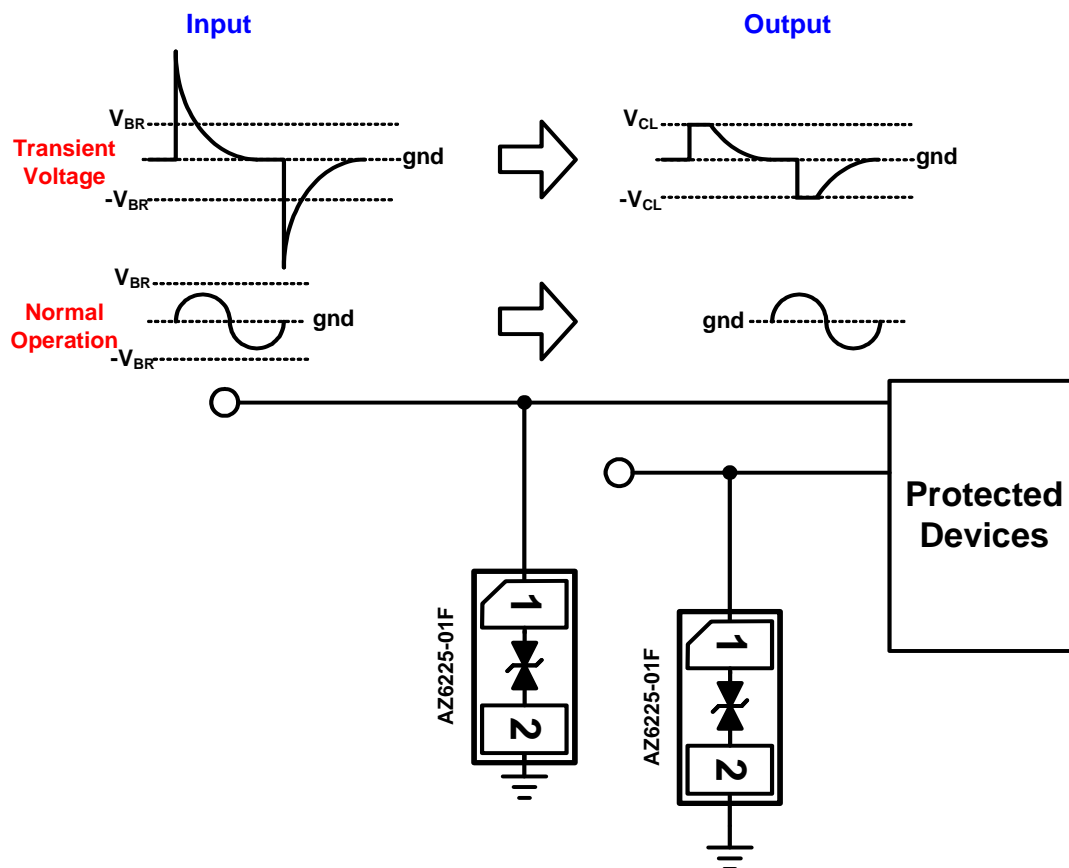 Input
Output
VBR
VCL
Transient
Voltage
gnd
gnd
-VBR
-VCL
VBR
Normal
Operation
gnd
gnd
-VBR
Protected
Devices
AZ6225-01F
1
2
AZ6225-01F
1
2